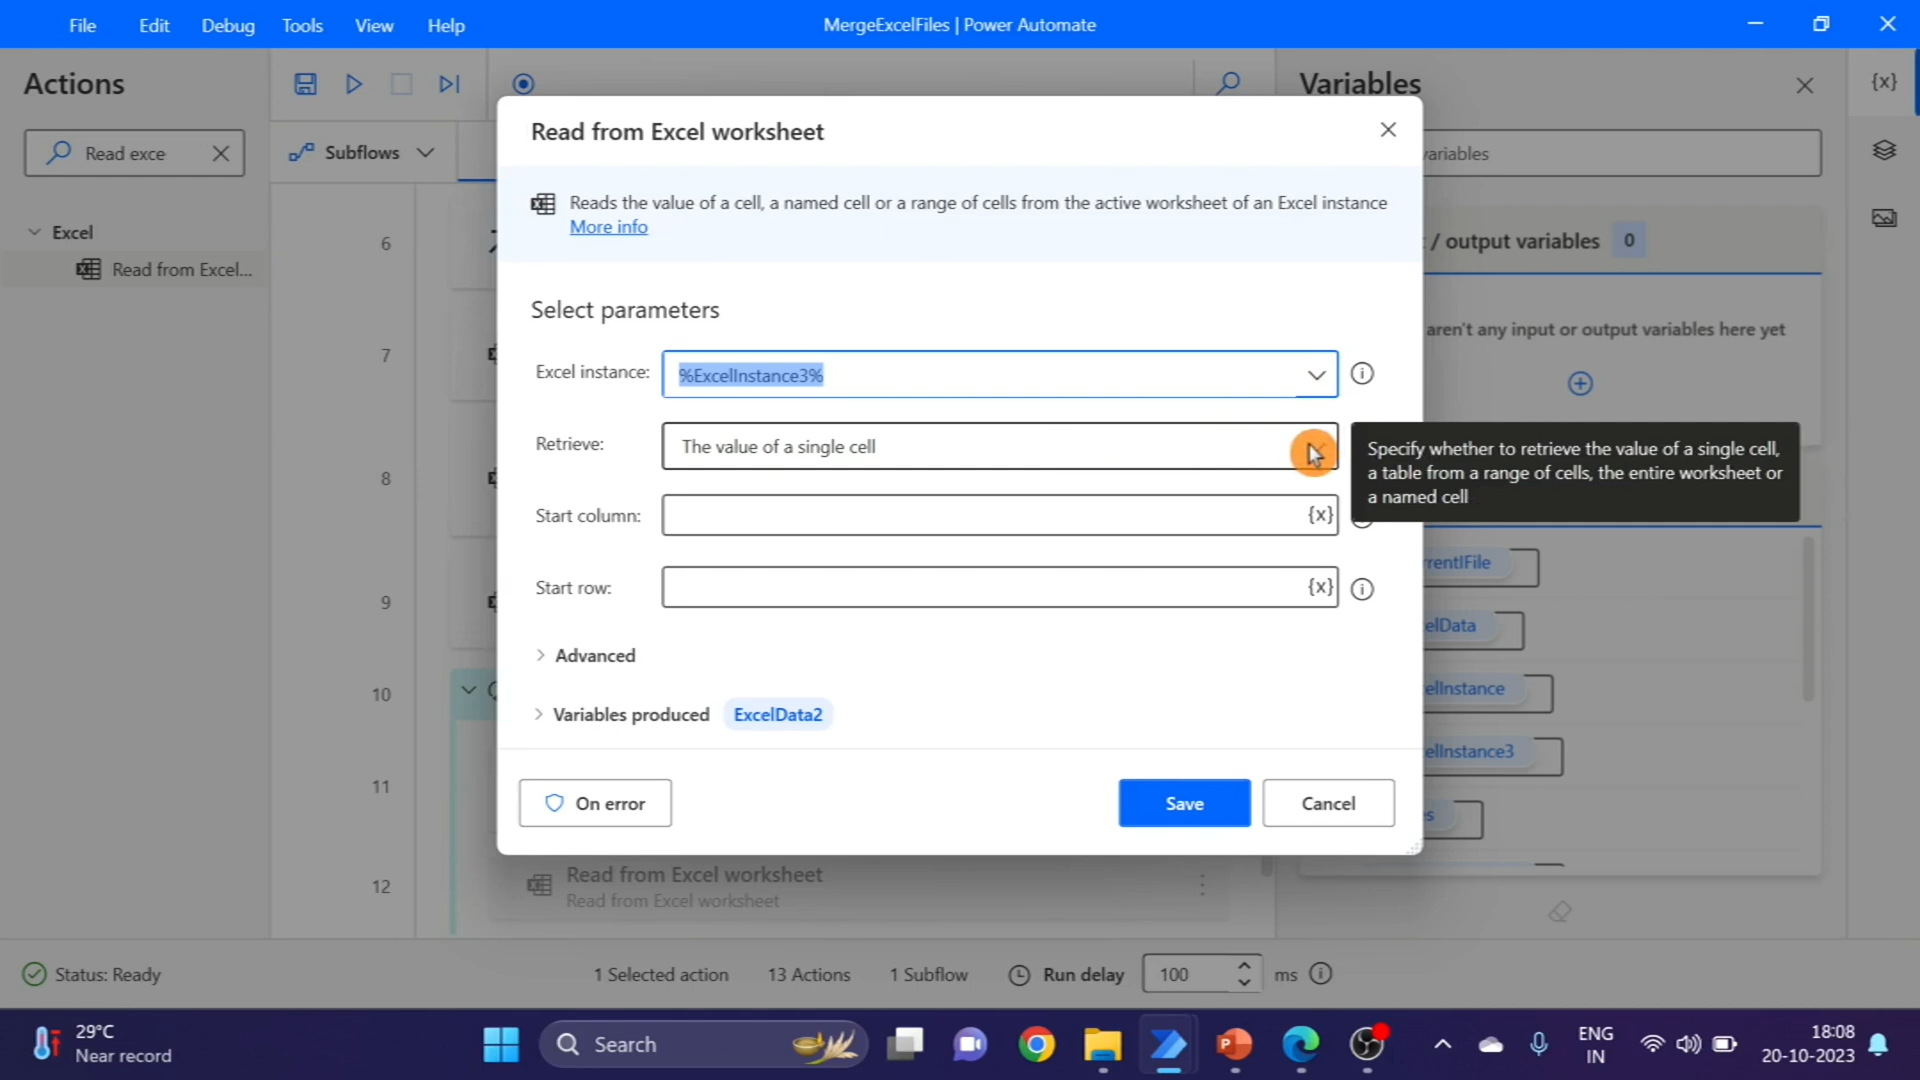 File Edit Debug Tools View Help
MergeExcelFiles | Power Automate
Actions
Read exce
Excel
Read from Excel...
Subflows
6
7
8
9
10
11
12
Read from Excel worksheet
Reads the value of a cell, a named cell or a range of cells from the active worksheet of an Excel instance
More info
Select parameters
Excel instance: %ExcelInstance3%
Retrieve: The value of a single cell
Start column: {x}
Start row: {x}
Advanced
Variables produced ExcelData2
On error
Save
Cancel
Specify whether to retrieve the value of a single cell,
a table from a range of cells, the entire worksheet or
a named cell
Read from Excel worksheet
Read from Excel worksheet
Variables
{x}
variables
/ output variables 0
aren't any input or output variables here yet
rentlFile
elData
elInstance
elInstance3
s
Status: Ready
1 Selected action 13 Actions 1 Subflow Run delay 100 ms
29°C
Near record
Search
ENG
IN
18:08
20-10-2023